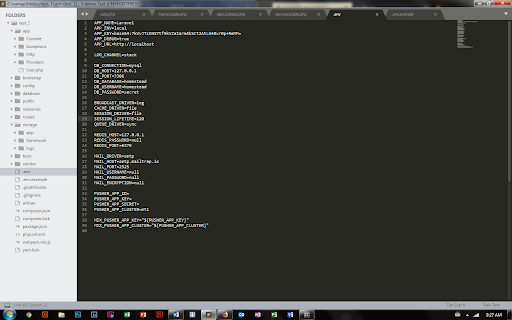 FOLDERS
test_1
app
Console
Exceptions
Http
Providers
User.php
bootstrap
config
database
public
resources
routes
storage
app
framework
logs
tests
vendor
.env
.env.example
.gitattributes
.gitignore
artisan
composer.json
composer.lock
package.json
phpunit.xml
webpack.mix.js
yarn.lock
.env
.env.example
APP_NAME=Laravel
APP_ENV=local
APP_DEBUG=true
APP_URL=http://localhost
LOG_CHANNEL=stack
DB_CONNECTION=mysql
DB_HOST=127.0.0.1
DB_PORT=3306
DB_DATABASE=homestead
DB_USERNAME=homestead
DB_PASSWORD=secret
BROADCAST_DRIVER=log
CACHE_DRIVER=file
SESSION_DRIVER=file
SESSION_LIFETIME=120
QUEUE_DRIVER=sync
REDIS_HOST=127.0.0.1
REDIS_PASSWORD=null
REDIS_PORT=6379
MAIL_DRIVER=smtp
MAIL_HOST=smtp.mailtrap.io
MAIL_PORT=2525
MAIL_USERNAME=null
MAIL_PASSWORD=null
MAIL_ENCRYPTION=null
PUSHER_APP_ID=
PUSHER_APP_KEY=
PUSHER_APP_SECRET=
PUSHER_APP_CLUSTER=mt1
MIX_PUSHER_APP_KEY="${PUSHER_APP_KEY}"
MIX_PUSHER_APP_CLUSTER="${PUSHER_APP_CLUSTER}"
Plain Text
9:27 AM